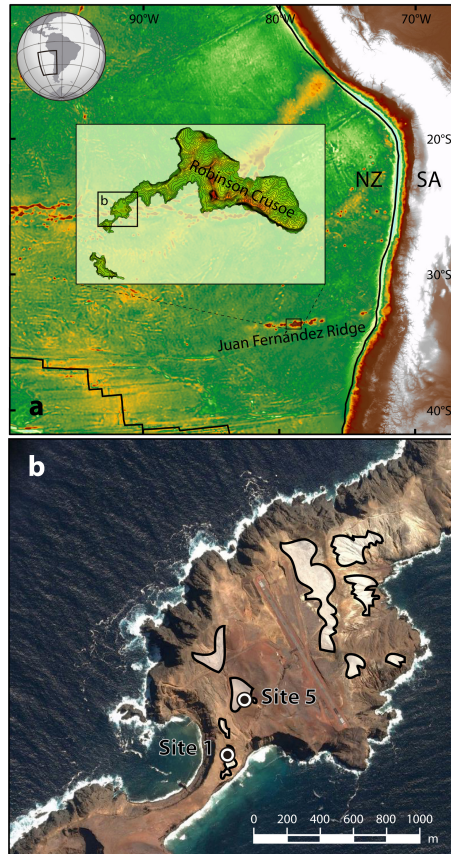 90°W 80°W 70°W
20°S
Robinson Crusoe
NZ SA
b
30°S
Juan Fernández Ridge
a
40°S
b
Site 5
Site 1
0 200 400 600 800 1000
m